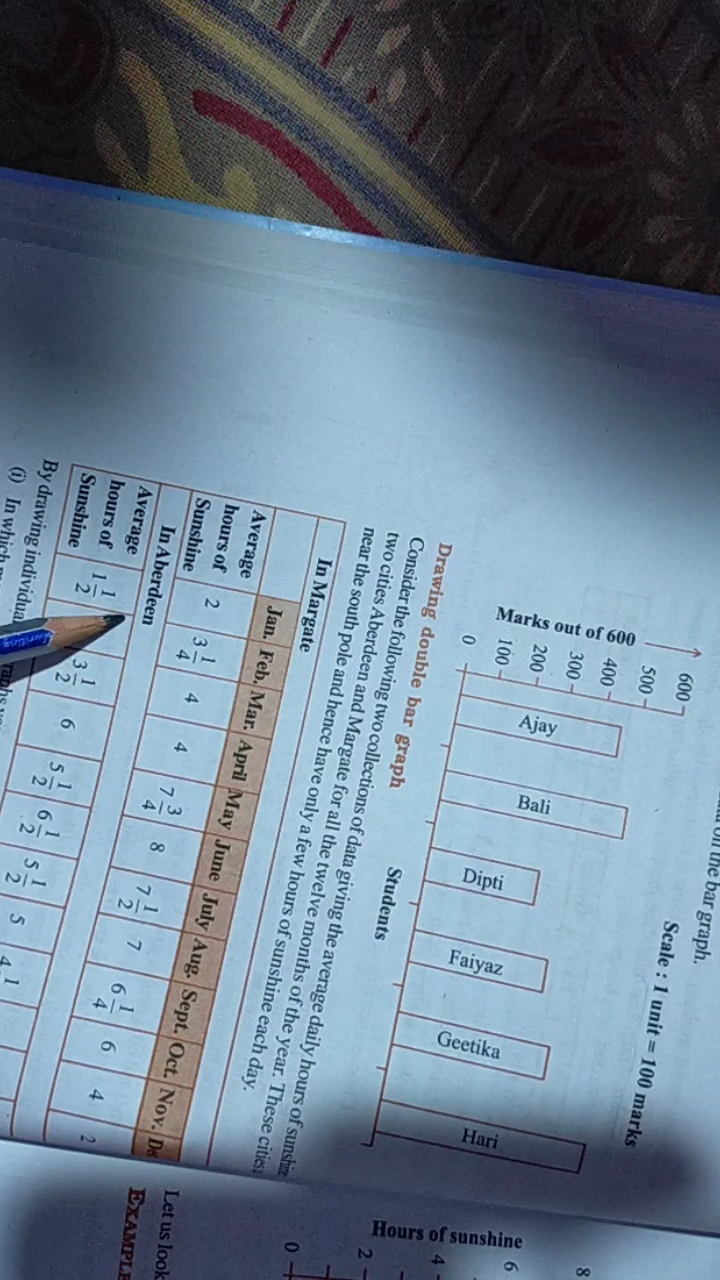 the bar graph.
Scale : 1 unit = 100 marks
600
500
400
300
200
100
0
Marks out of 600
Ajay
Bali
Dipti
Faiyaz
Geetika
Hari
Students
Drawing double bar graph
Consider the following two collections of data giving the average daily hours of sunshine
two cities Aberdeen and Margate for all the twelve months of the year. These cities
near the south pole and hence have only a few hours of sunshine each day.
In Margate
Jan. Feb. Mar. April May June July Aug. Sept. Oct. Nov.
Average
hours of
Sunshine
2 3 1/4 4 4 7 3/4 8 7 1/2 7 6 1/4 6 4 2
In Aberdeen
Average
hours of
Sunshine
1 1/2 3 1/2 6 5 1/2 6 1/2 5 1/2 5
By drawing individua
(i) In which
Hours of sunshine
8
6
4
2
0
Let us look
EXAMPLE